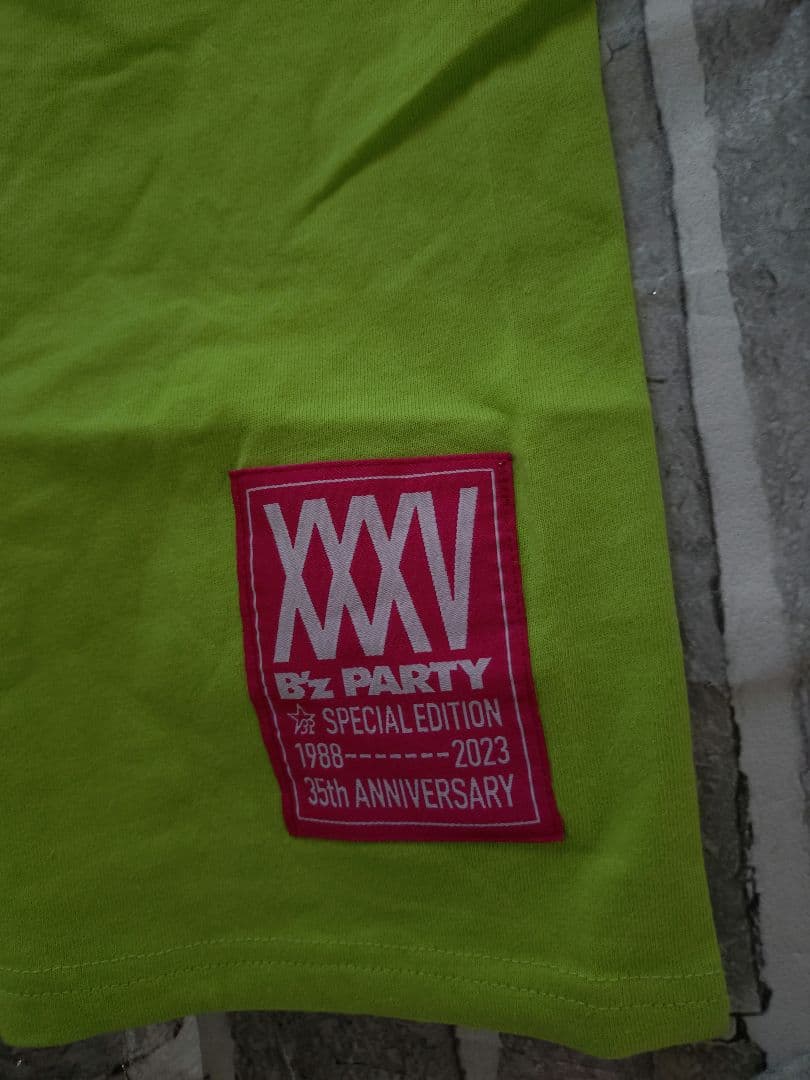 XXXV
B'z PARTY
SPECIAL EDITION
1988--------2023
35th ANNIVERSARY